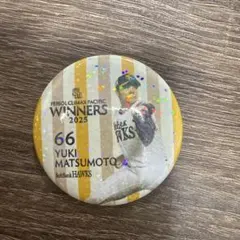 PERSOL CLIMAX PACIFIC
WINNERS
2025
66
YUKI
MATSUMOTO
SoftBank HAWKS